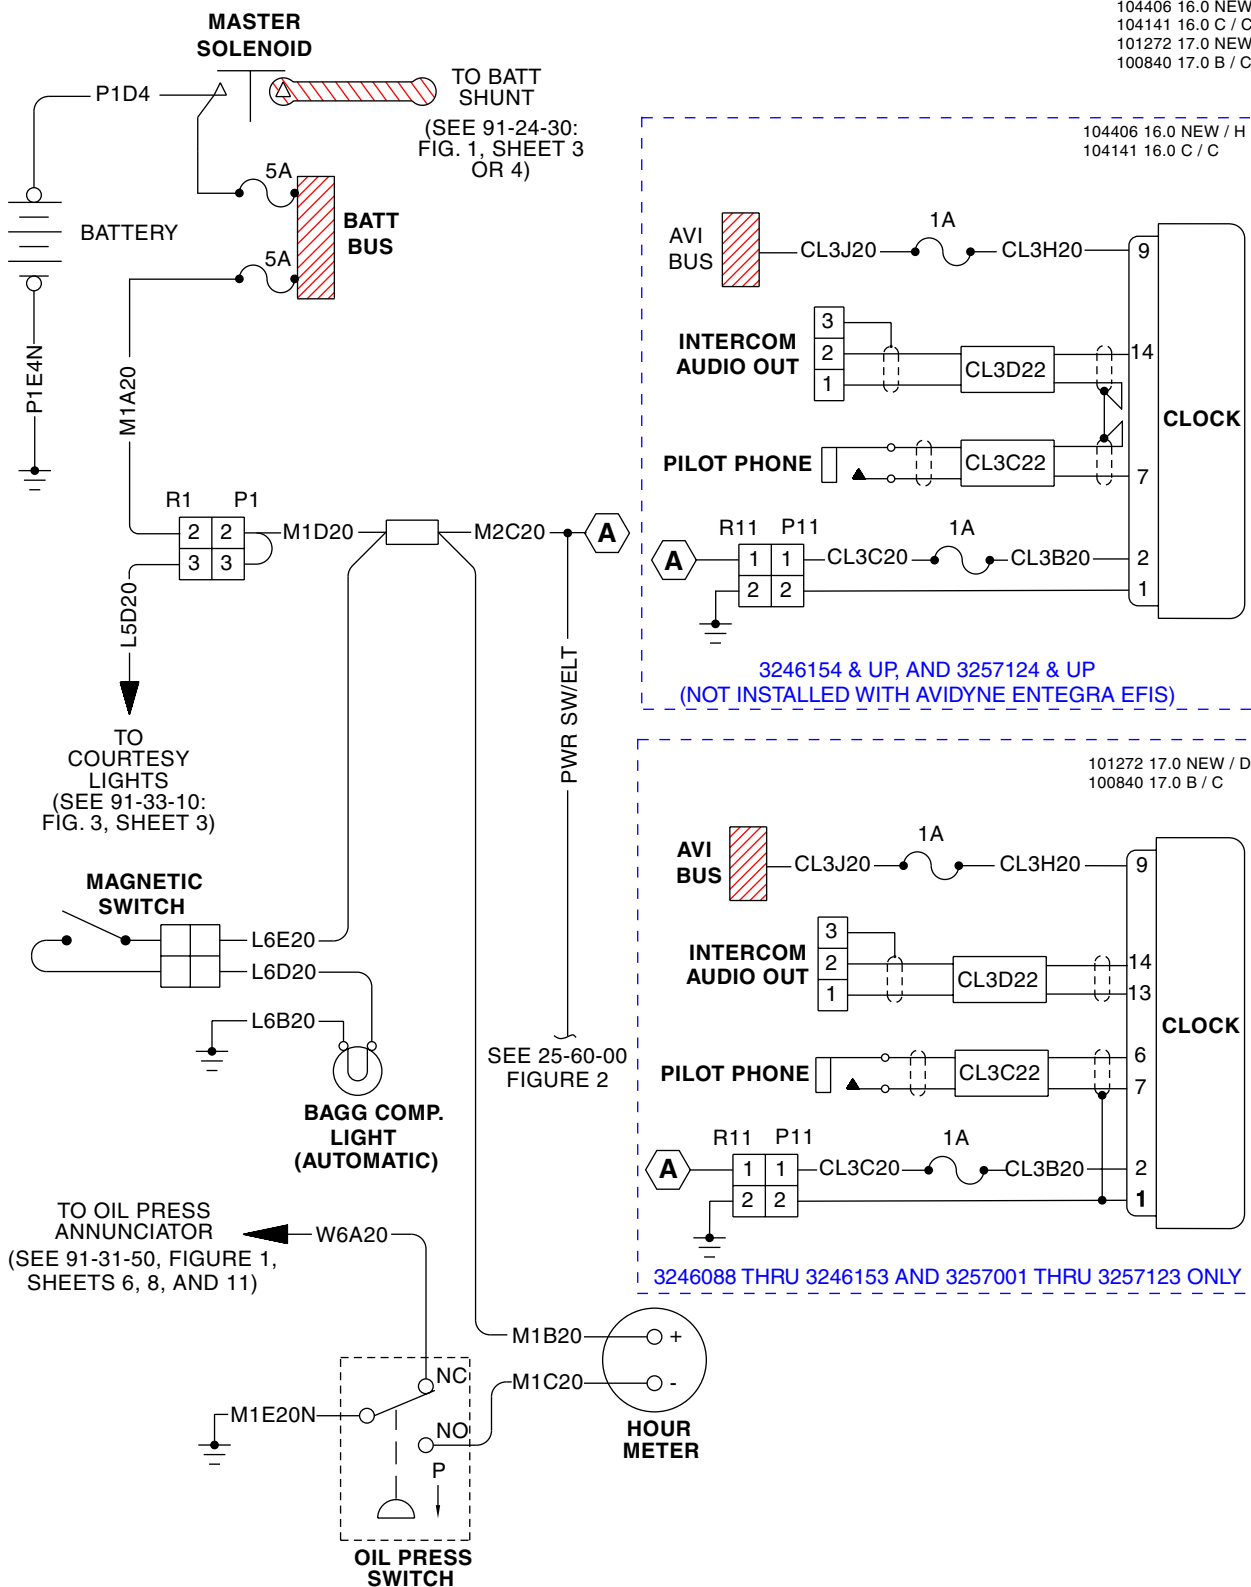 104406 16.0 NEW
104141 16.0 C / C
101272 17.0 NEW
100840 17.0 B / C
MASTER
SOLENOID
P1D4
TO BATT
SHUNT
(SEE 91-24-30:
FIG. 1, SHEET 3
OR 4)
5A
BATTERY
BATT
BUS
5A
P1E4N
M1A20
R1 P1
2 2
3 3
M1D20
M2C20
A
L5D20
TO
COURTESY
LIGHTS
(SEE 91-33-10:
FIG. 3, SHEET 3)
PWR SW/ELT
SEE 25-60-00
FIGURE 2
MAGNETIC
SWITCH
L6E20
L6D20
L6B20
BAGG COMP.
LIGHT
(AUTOMATIC)
TO OIL PRESS
ANNUNCIATOR
(SEE 91-31-50, FIGURE 1,
SHEETS 6, 8, AND 11)
W6A20
M1B20
+
M1C20
-
HOUR
METER
NC
M1E20N
NO
P
OIL PRESS
SWITCH
104406 16.0 NEW / H
104141 16.0 C / C
AVI
BUS
CL3J20
1A
CL3H20
9
INTERCOM
AUDIO OUT
3
2
1
CL3D22
14
CLOCK
PILOT PHONE
CL3C22
7
A
R11 P11
1 1
2 2
CL3C20
1A
CL3B20
2
1
3246154 & UP, AND 3257124 & UP
(NOT INSTALLED WITH AVIDYNE ENTEGRA EFIS)
101272 17.0 NEW / D
100840 17.0 B / C
AVI
BUS
CL3J20
1A
CL3H20
9
INTERCOM
AUDIO OUT
3
2
1
CL3D22
14
13
CLOCK
PILOT PHONE
CL3C22
6
7
A
R11 P11
1 1
2 2
CL3C20
1A
CL3B20
2
1
3246088 THRU 3246153 AND 3257001 THRU 3257123 ONLY